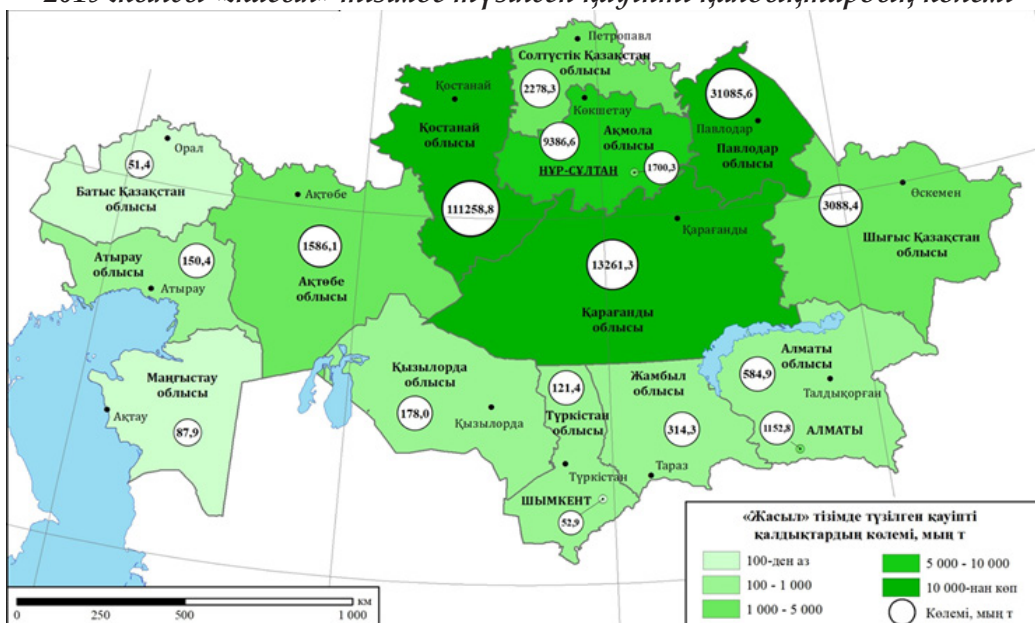 2019 жылғы «жасыл» тізімде түзілген қауіпті қалдықтардың көлемі
Петропавл
Солтүстік Қазақстан
облысы
2278,3
Қостанай
Көкшетау
31085,6
Қостанай
облысы
9386,6
Ақмола
облысы
Павлодар
Павлодар
облысы
НҰР-СҰЛТАН
1700,3
Орал
51,4
Батыс Қазақстан
облысы
Ақтөбе
111258,8
Қарағанды
3088,4
Өскемен
Шығыс Қазақстан
облысы
Атырау
облысы
150,4
Атырау
1586,1
Ақтөбе
облысы
13261,3
Қарағанды
облысы
Маңғыстау
облысы
Ақтау
87,9
Қызылорда
облысы
178,0
Қызылорда
121,4
Түркістан
облысы
Түркістан
Жамбыл
облысы
314,3
Тараз
Алматы
облысы
584,9
Талдықорған
1152,8
АЛМАТЫ
ШЫМКЕНТ
52,9
«Жасыл» тізімде түзілген қауіпті
қалдықтардың көлемі, мың т
100-ден аз
100 - 1 000
1 000 - 5 000
5 000 - 10 000
10 000-нан көп
Көлемі, мың т
км
0 250 500 1 000